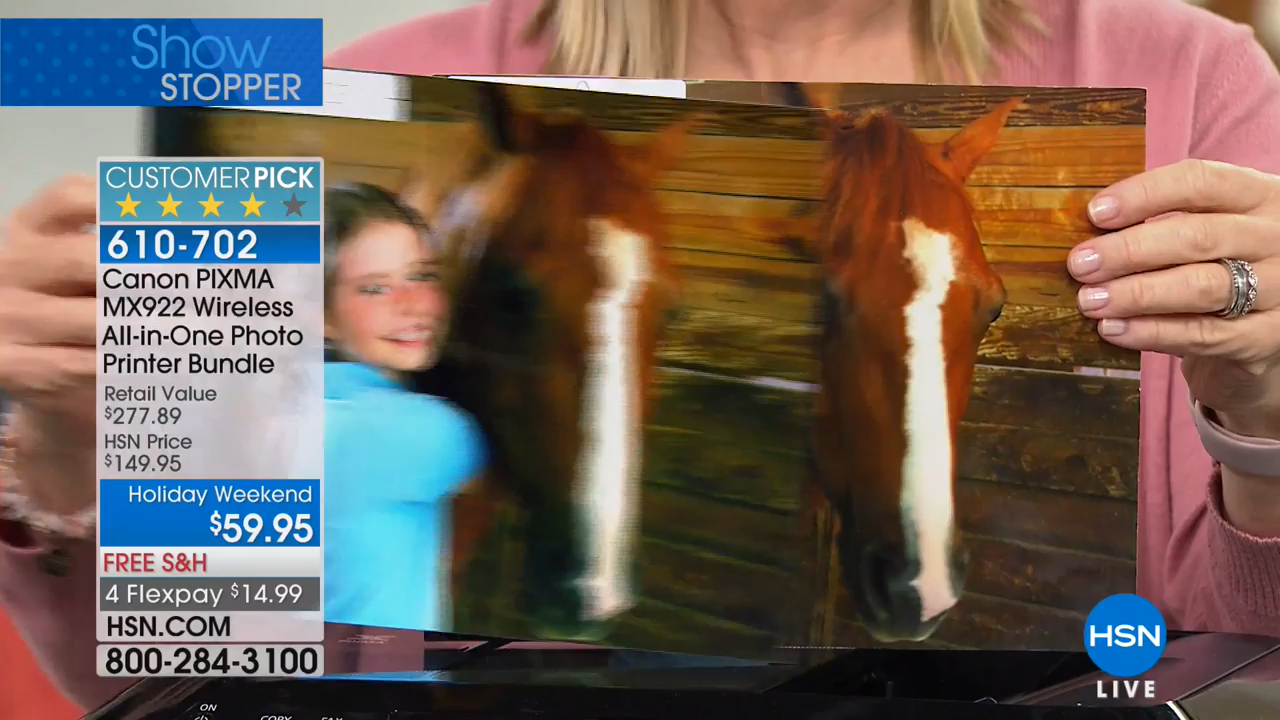 Show
STOPPER
CUSTOMER PICK
610-702
Canon PIXMA
MX922 Wireless
All-in-One Photo
Printer Bundle
Retail Value
$277.89
HSN Price
$149.95
Holiday Weekend
$59.95
FREE S&H
4 Flexpay $14.99
HSN.COM
800-284-3100
HSN
LIVE
ON
COPY FAX